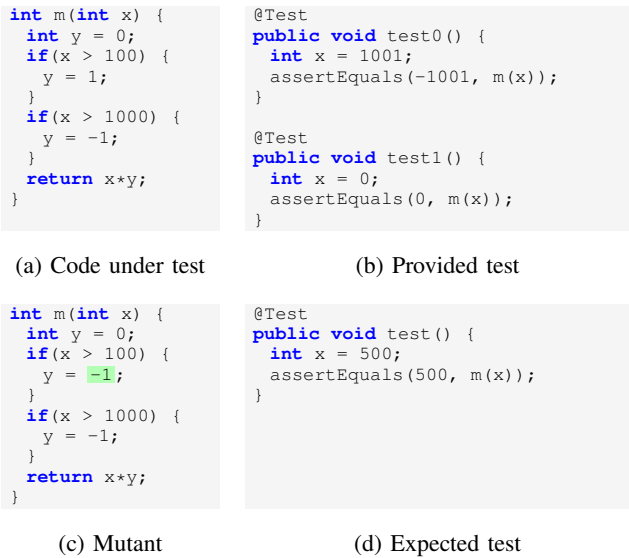 int m(int x) {
  int y = 0;
  if(x > 100) {
    y = 1;
  }
  if(x > 1000) {
    y = -1;
  }
  return x*y;
}
(a) Code under test
@Test
public void test0() {
  int x = 1001;
  assertEquals(-1001, m(x));
}
@Test
public void test1() {
  int x = 0;
  assertEquals(0, m(x));
}
(b) Provided test
int m(int x) {
  int y = 0;
  if(x > 100) {
    y = -1;
  }
  if(x > 1000) {
    y = -1;
  }
  return x*y;
}
(c) Mutant
@Test
public void test() {
  int x = 500;
  assertEquals(500, m(x));
}
(d) Expected test